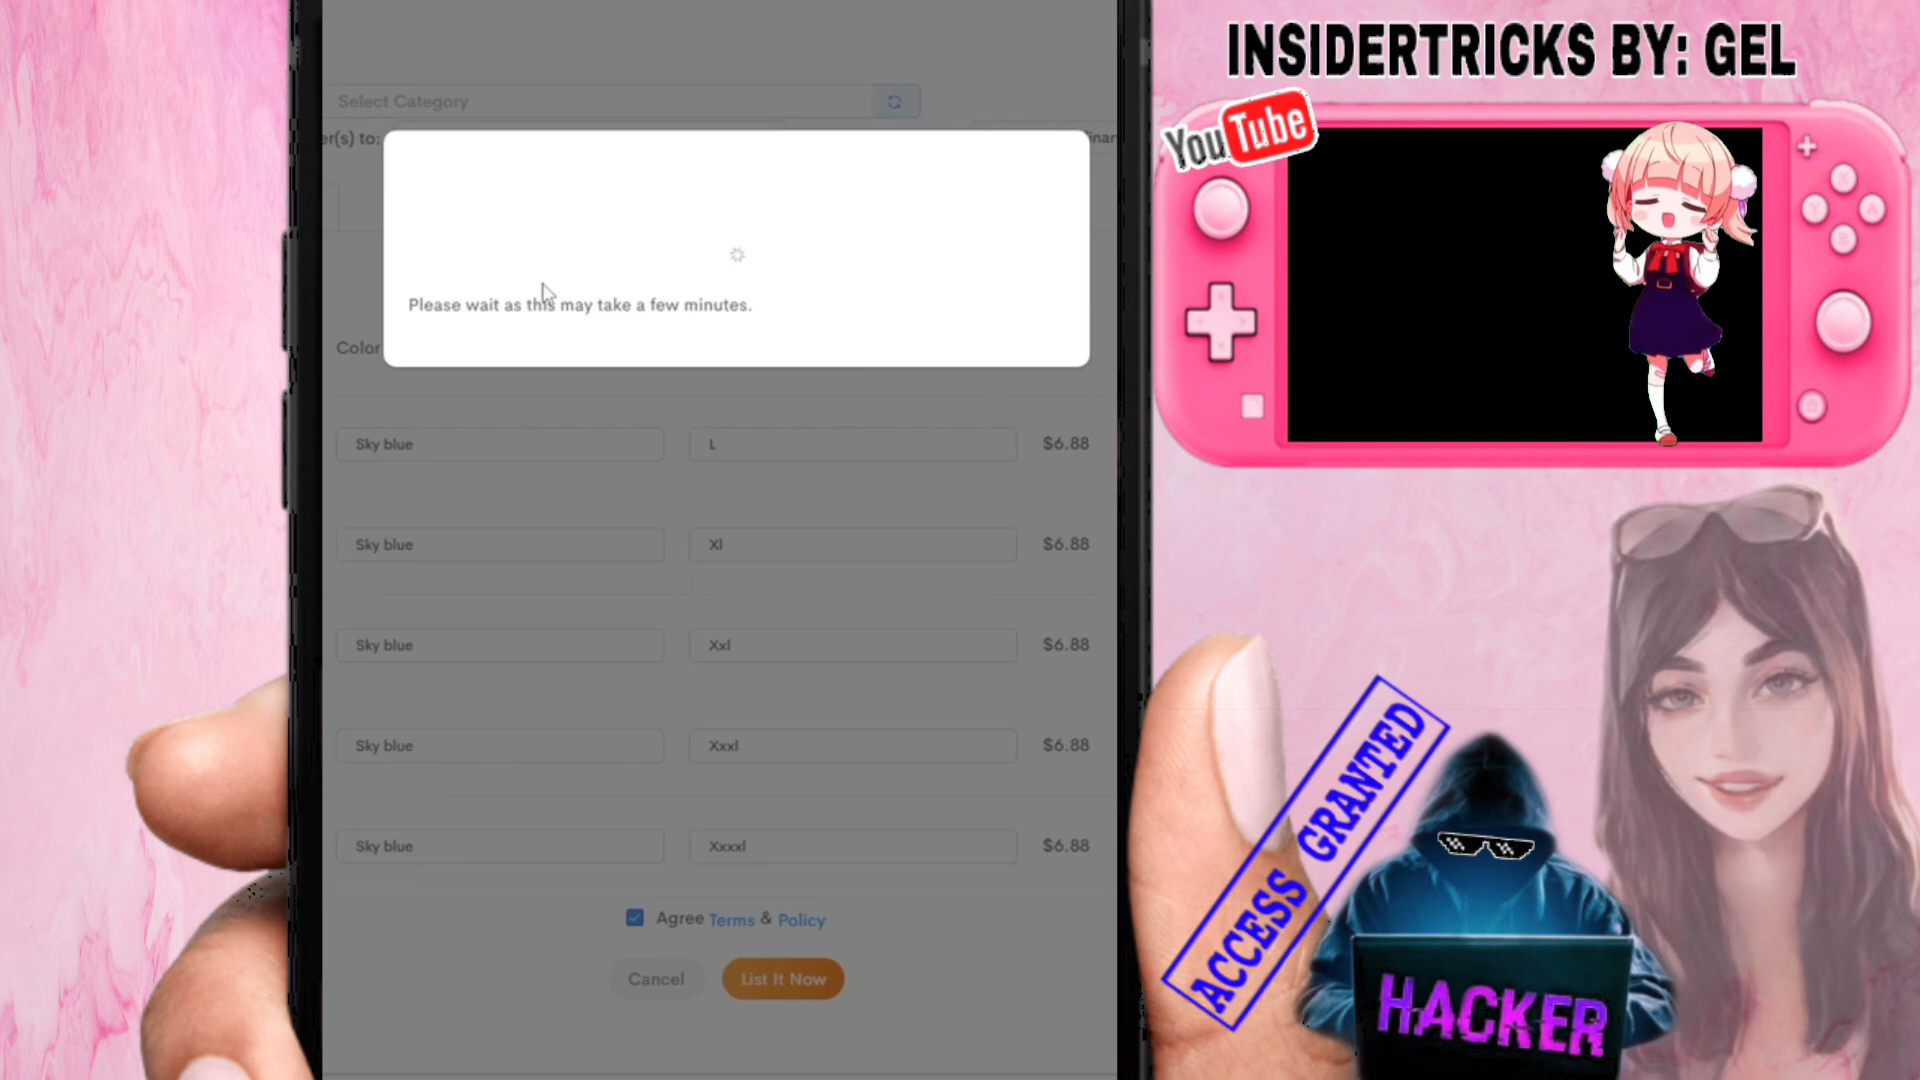 INSIDERTRICKS BY: GEL
YouTube
Select Category
er(s) to:
Please wait as this may take a few minutes.
Color
Sky blue L $6.88
Sky blue Xl $6.88
Sky blue Xxl $6.88
Sky blue Xxxl $6.88
Sky blue Xxxxl $6.88
Agree Terms & Policy
Cancel List It Now
ACCESS GRANTED
HACKER